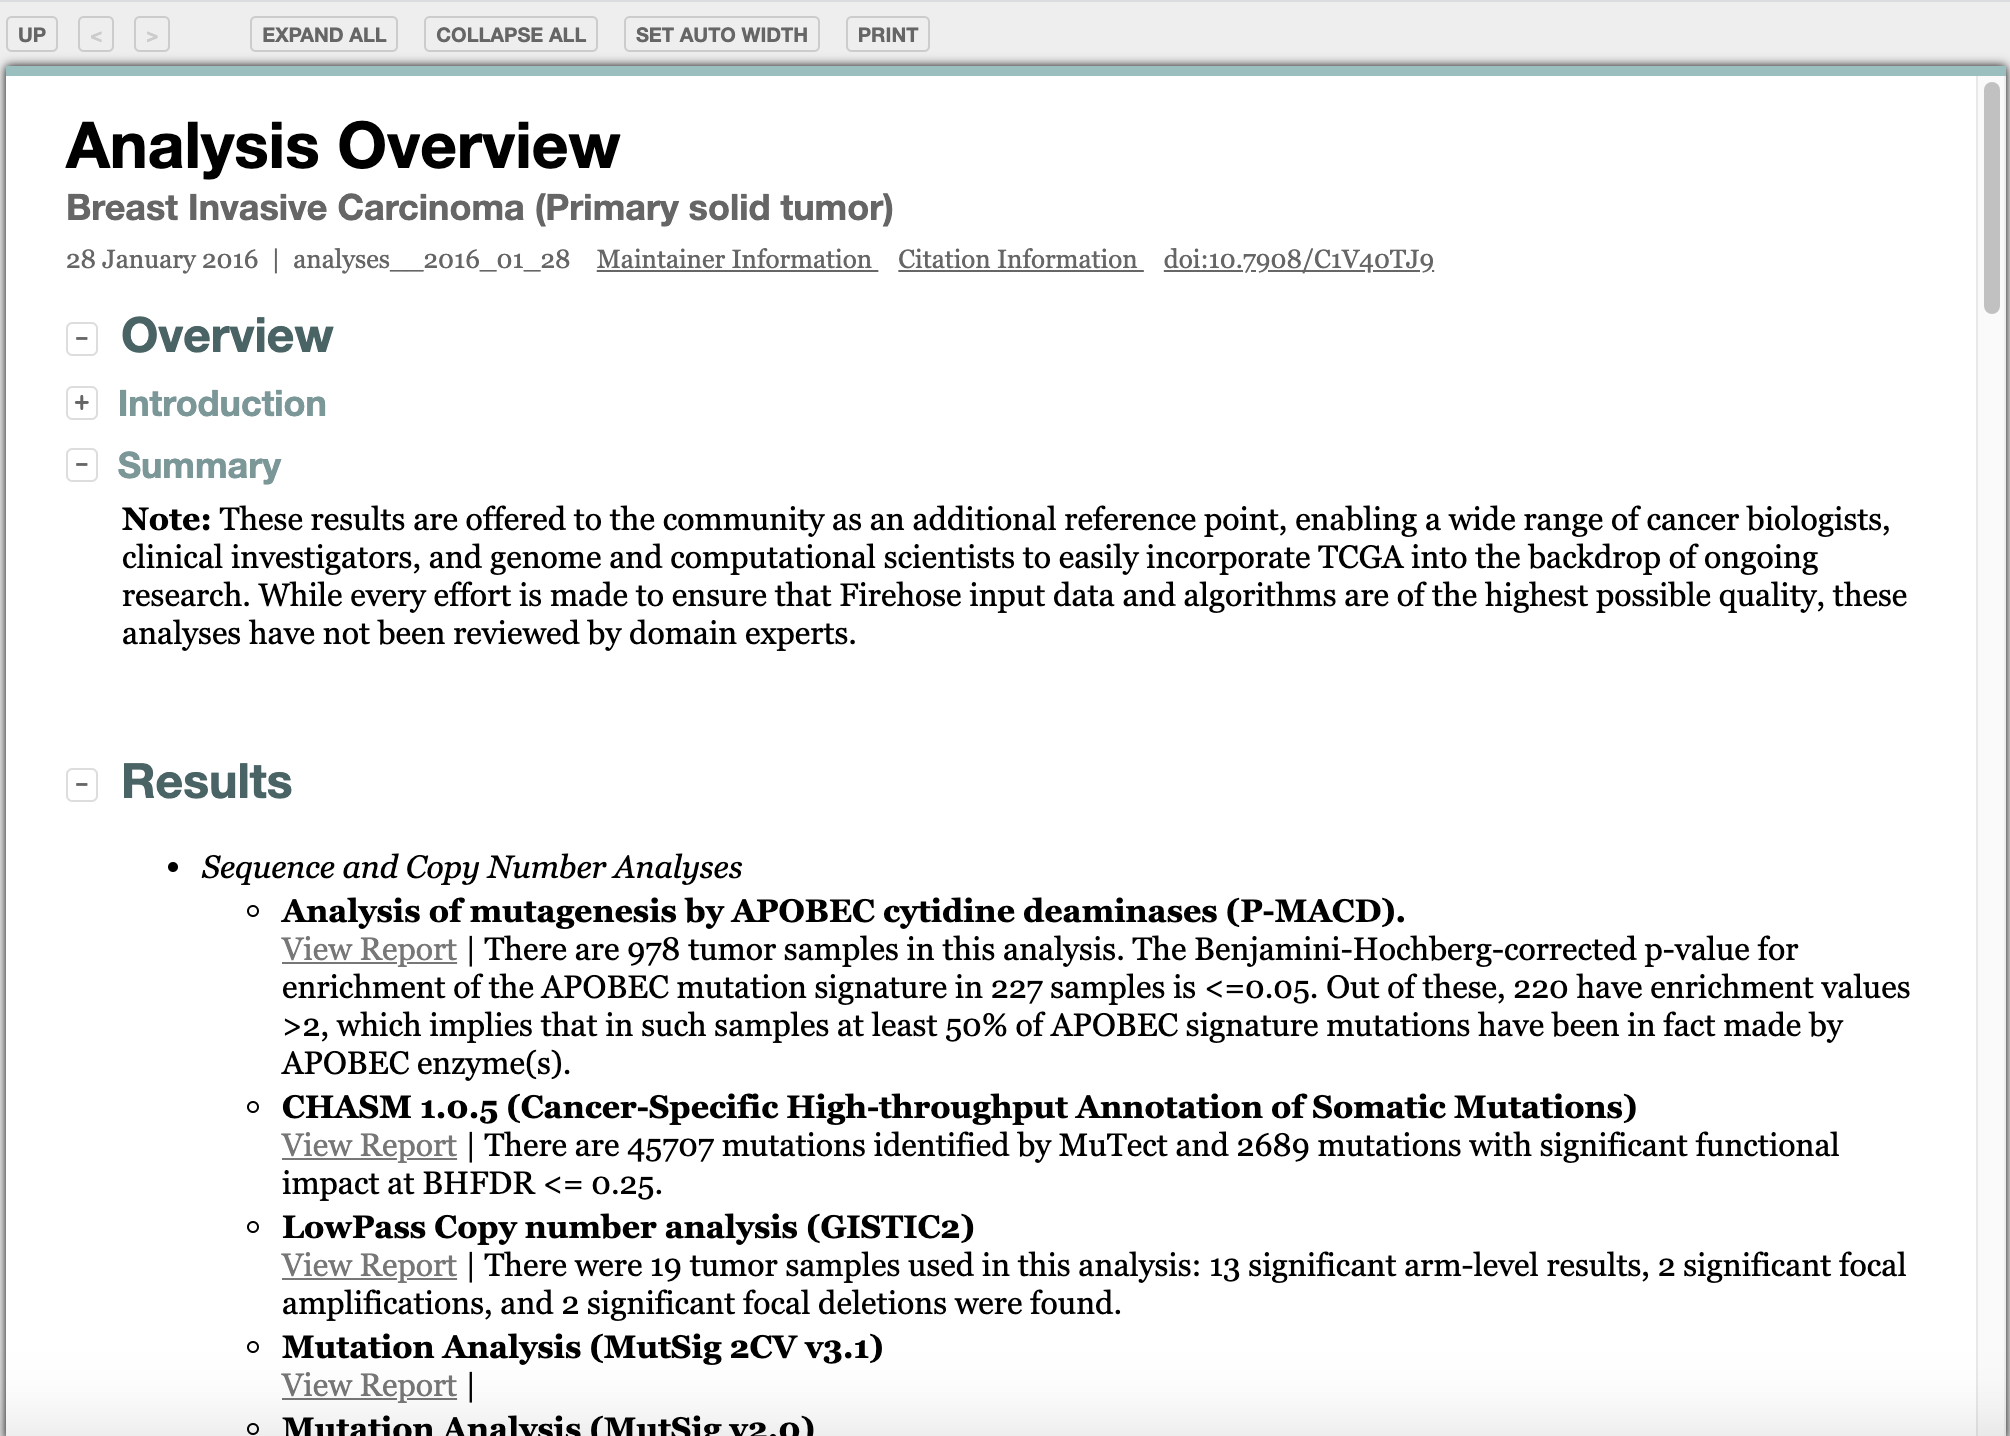 UP < > EXPAND ALL COLLAPSE ALL SET AUTO WIDTH PRINT
Analysis Overview
Breast Invasive Carcinoma (Primary solid tumor)
28 January 2016 | analyses__2016_01_28 Maintainer Information Citation Information doi:10.7908/C1V40TJ9
− Overview
+ Introduction
− Summary
Note: These results are offered to the community as an additional reference point, enabling a wide range of cancer biologists,
clinical investigators, and genome and computational scientists to easily incorporate TCGA into the backdrop of ongoing
research. While every effort is made to ensure that Firehose input data and algorithms are of the highest possible quality, these
analyses have not been reviewed by domain experts.
− Results
• Sequence and Copy Number Analyses
◦ Analysis of mutagenesis by APOBEC cytidine deaminases (P-MACD).
View Report | There are 978 tumor samples in this analysis. The Benjamini-Hochberg-corrected p-value for
enrichment of the APOBEC mutation signature in 227 samples is <=0.05. Out of these, 220 have enrichment values
>2, which implies that in such samples at least 50% of APOBEC signature mutations have been in fact made by
APOBEC enzyme(s).
◦ CHASM 1.0.5 (Cancer-Specific High-throughput Annotation of Somatic Mutations)
View Report | There are 45707 mutations identified by MuTect and 2689 mutations with significant functional
impact at BHFDR <= 0.25.
◦ LowPass Copy number analysis (GISTIC2)
View Report | There were 19 tumor samples used in this analysis: 13 significant arm-level results, 2 significant focal
amplifications, and 2 significant focal deletions were found.
◦ Mutation Analysis (MutSig 2CV v3.1)
View Report |
◦ Mutation Analysis (MutSig v2.0)